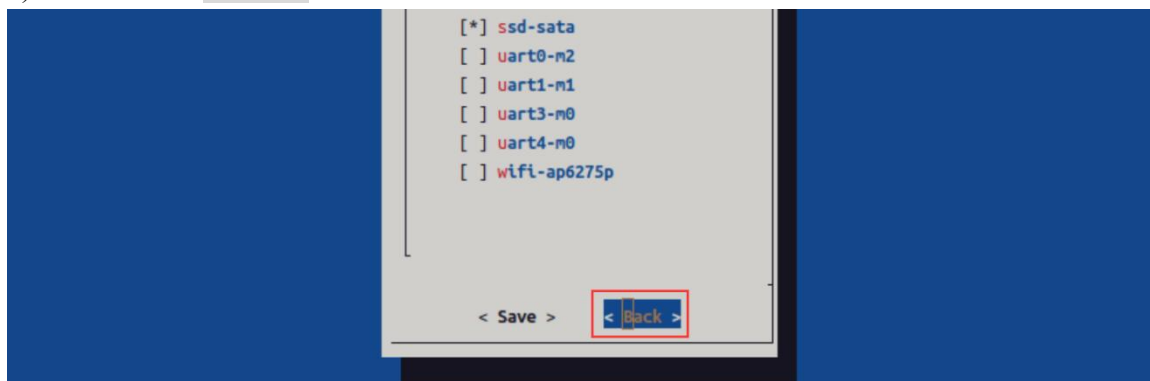 [*] ssd-sata
[ ] uart0-m2
[ ] uart1-m1
[ ] uart3-m0
[ ] uart4-m0
[ ] wifi-ap6275p
< Save > < Back >